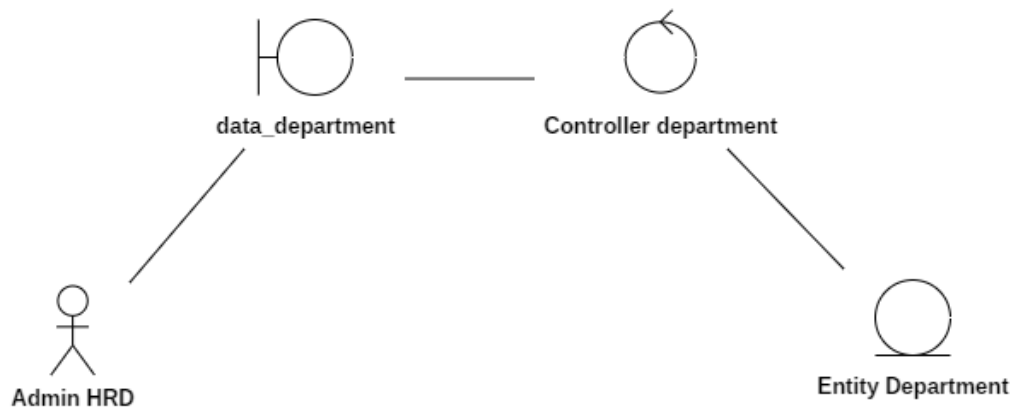 data_department
Controller department
Admin HRD
Entity Department